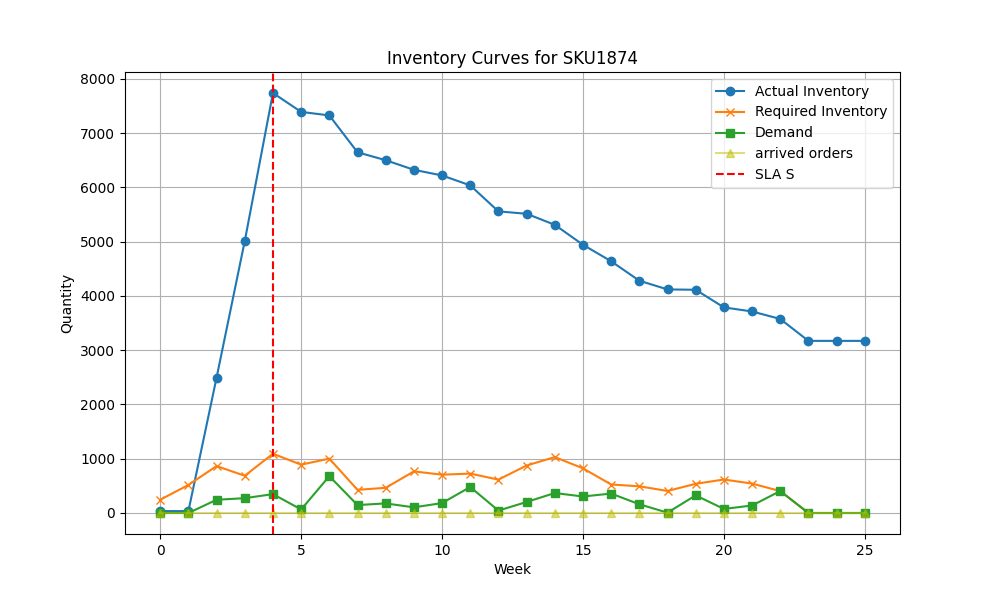 Inventory Curves for SKU1874
Actual Inventory
Required Inventory
Demand
arrived orders
SLA S
Quantity
8000
7000
6000
5000
4000
3000
2000
1000
0
0 5 10 15 20 25
Week